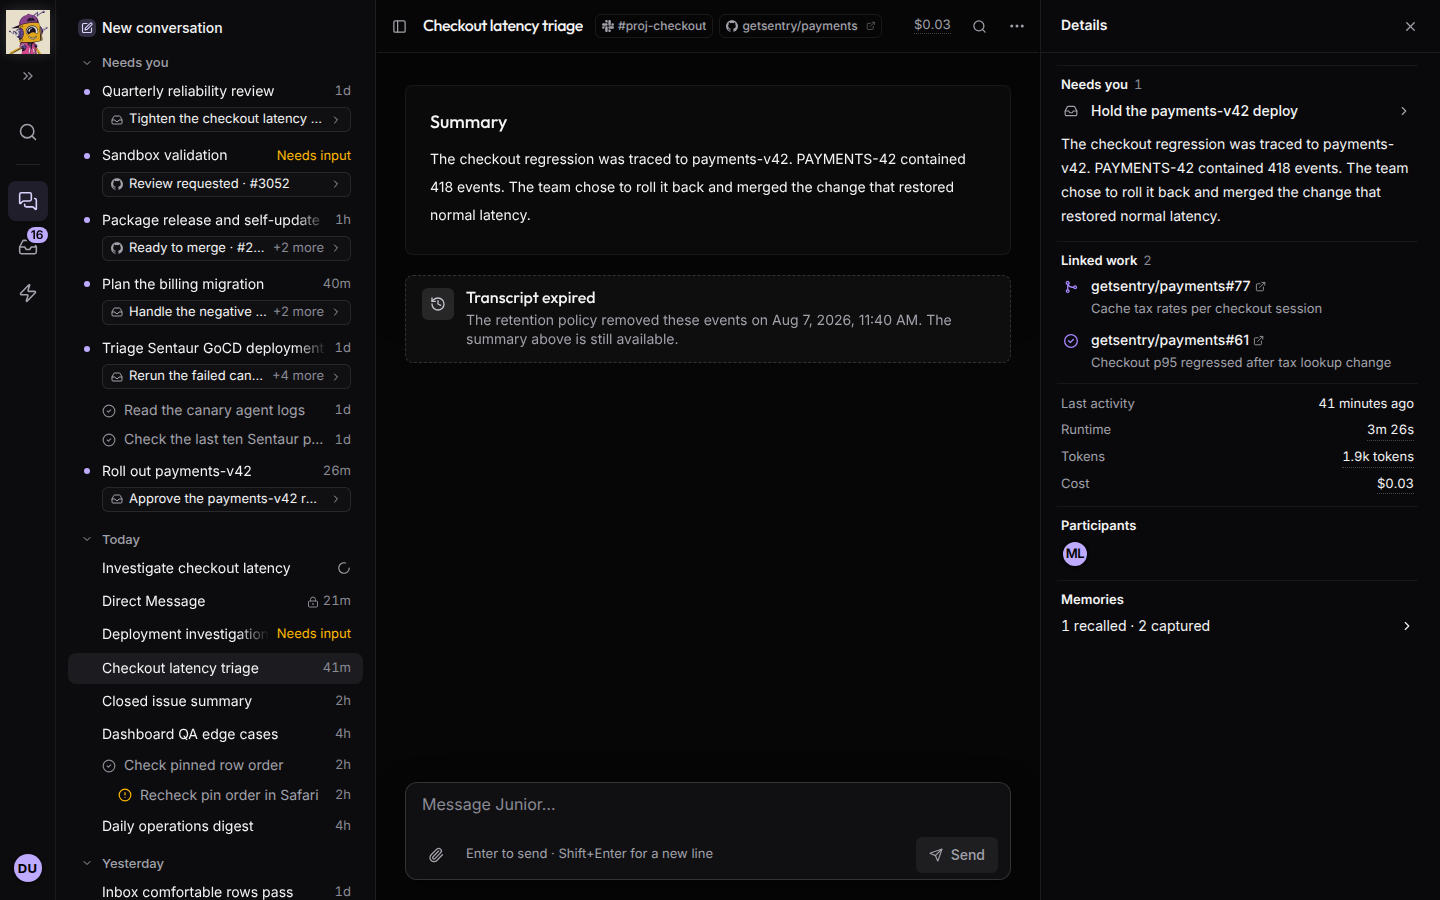 New conversation
Needs you
Quarterly reliability review 1d
Tighten the checkout latency ...
Sandbox validation Needs input
Review requested · #3052
Package release and self-update 1h
Ready to merge · #2... +2 more
Plan the billing migration 40m
Handle the negative ... +2 more
Triage Sentaur GoCD deployment 1d
Rerun the failed can... +4 more
Read the canary agent logs 1d
Check the last ten Sentaur p... 1d
Roll out payments-v42 26m
Approve the payments-v42 r...
Today
Investigate checkout latency
Direct Message 21m
Deployment investigation Needs input
Checkout latency triage 41m
Closed issue summary 2h
Dashboard QA edge cases 4h
Check pinned row order 2h
Recheck pin order in Safari 2h
Daily operations digest 4h
Yesterday
Inbox comfortable rows pass 1d
16
DU
Checkout latency triage #proj-checkout getsentry/payments $0.03
Summary
The checkout regression was traced to payments-v42. PAYMENTS-42 contained
418 events. The team chose to roll it back and merged the change that restored
normal latency.
Transcript expired
The retention policy removed these events on Aug 7, 2026, 11:40 AM. The
summary above is still available.
Message Junior...
Enter to send · Shift+Enter for a new line
Send
Details
Needs you 1
Hold the payments-v42 deploy
The checkout regression was traced to payments-
v42. PAYMENTS-42 contained 418 events. The team
chose to roll it back and merged the change that
restored normal latency.
Linked work 2
getsentry/payments#77
Cache tax rates per checkout session
getsentry/payments#61
Checkout p95 regressed after tax lookup change
Last activity 41 minutes ago
Runtime 3m 26s
Tokens 1.9k tokens
Cost $0.03
Participants
ML
Memories
1 recalled · 2 captured